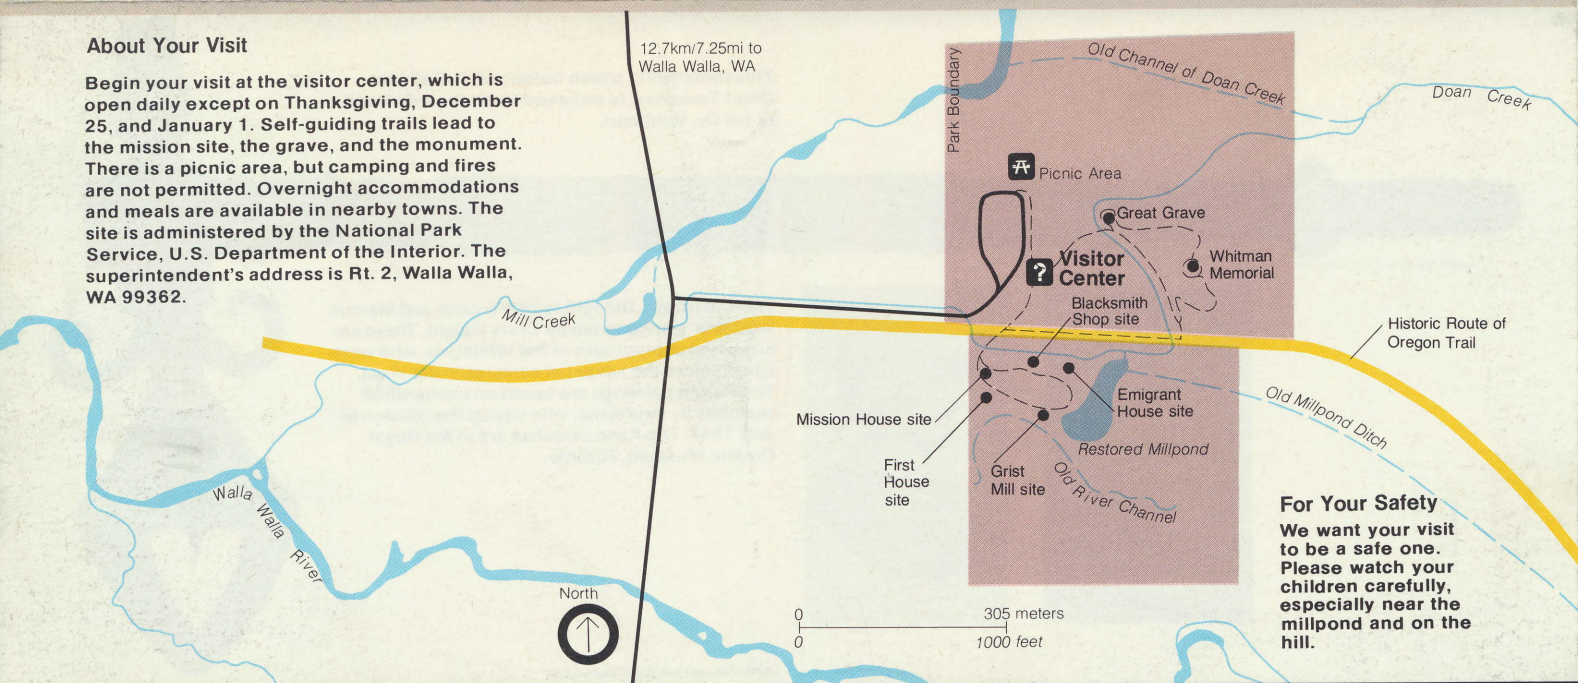 About Your Visit
Begin your visit at the visitor center, which is
open daily except on Thanksgiving, December
25, and January 1. Self-guiding trails lead to
the mission site, the grave, and the monument.
There is a picnic area, but camping and fires
are not permitted. Overnight accommodations
and meals are available in nearby towns. The
site is administered by the National Park
Service, U.S. Department of the Interior. The
superintendent's address is Rt. 2, Walla Walla,
WA 99362.
12.7km/7.25mi to
Walla Walla, WA
Park Boundary
Old Channel of Doan Creek
Doan Creek
Picnic Area
Great Grave
?
Visitor
Center
Whitman
Memorial
Blacksmith
Shop site
Mill Creek
Historic Route of
Oregon Trail
Mission House site
Emigrant
House site
Old Millpond Ditch
Restored Millpond
First
House
site
Grist
Mill site
Old River Channel
Walla
Walla
River
North
0 305 meters
0 1000 feet
For Your Safety
We want your visit
to be a safe one.
Please watch your
children carefully,
especially near the
millpond and on the
hill.